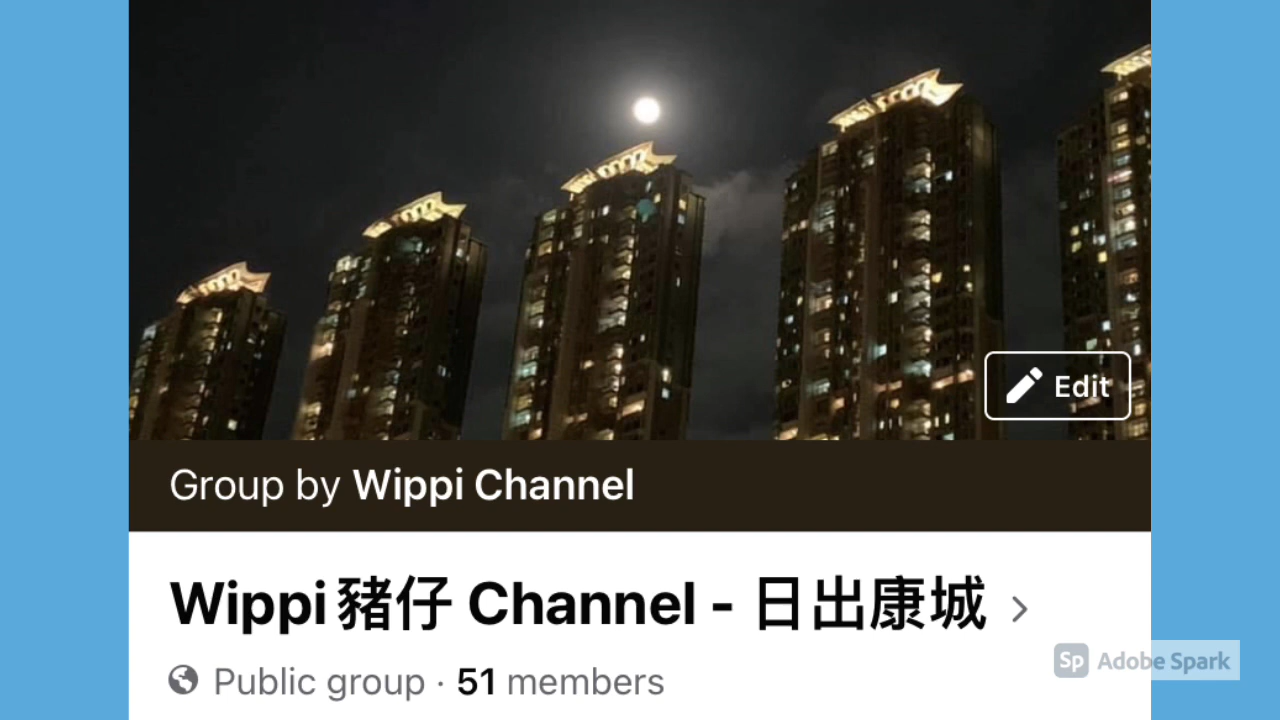 Edit
Group by Wippi Channel
Wippi豬仔 Channel - 日出康城
Public group · 51 members
Sp Adobe Spark